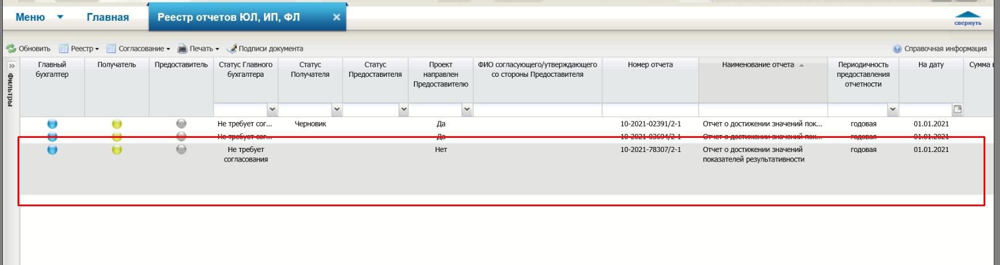 Меню Главная Реестр отчетов ЮЛ, ИП, ФЛ
свернуть
Обновить Реестр Согласование Печать Подписи документа Справочная информация
Фильтры
Главный бухгалтер
Получатель
Предоставитель
Статус Главного бухгалтера
Статус Получателя
Статус Предоставителя
Проект направлен Предоставителю
ФИО согласующего/утверждающего со стороны Предоставителя
Номер отчета
Наименование отчета
Периодичность предоставления отчетности
На дату
Сумма в
Не требует сог... Черновик Да 10-2021-02391/2-1 Отчет о достижении значений пок... годовая 01.01.2021
Не требует сог... Да 10-2021-03694/2-1 Отчет о достижении значений пок... годовая 01.01.2021
Не требует Нет 10-2021-78307/2-1 Отчет о достижении значений годовая 01.01.2021
согласования показателей результативности